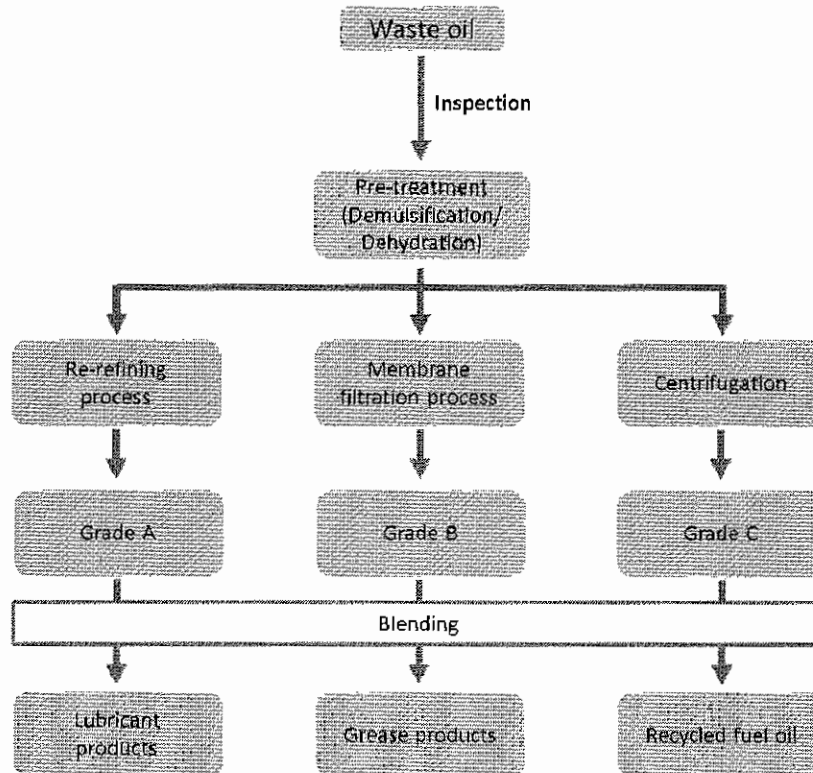 Waste oil
Inspection
Pre-treatment
(Demulsification/
Dehydration)
Re-refining
process
Membrane
filtration process
Centrifugation
Grade A
Grade B
Grade C
Blending
Lubricant
products
Grease products
Recycled fuel oil